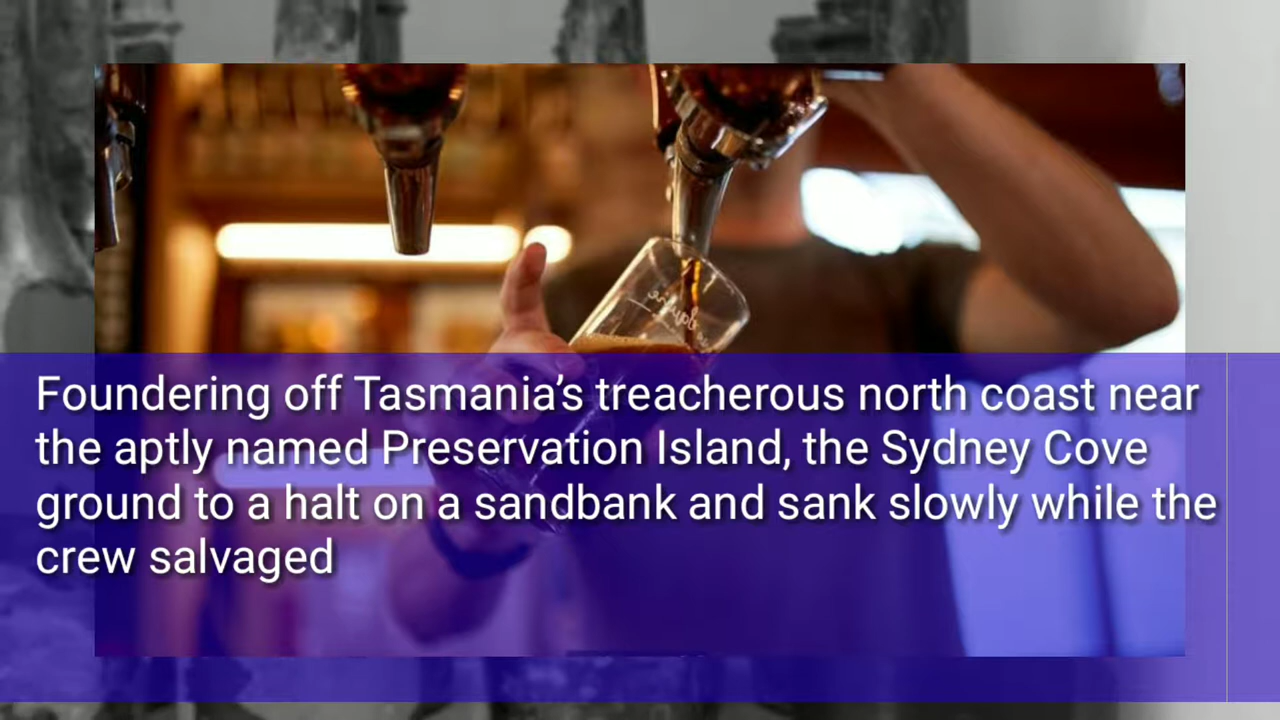 Foundering off Tasmania’s treacherous north coast near
the aptly named Preservation Island, the Sydney Cove
ground to a halt on a sandbank and sank slowly while the
crew salvaged